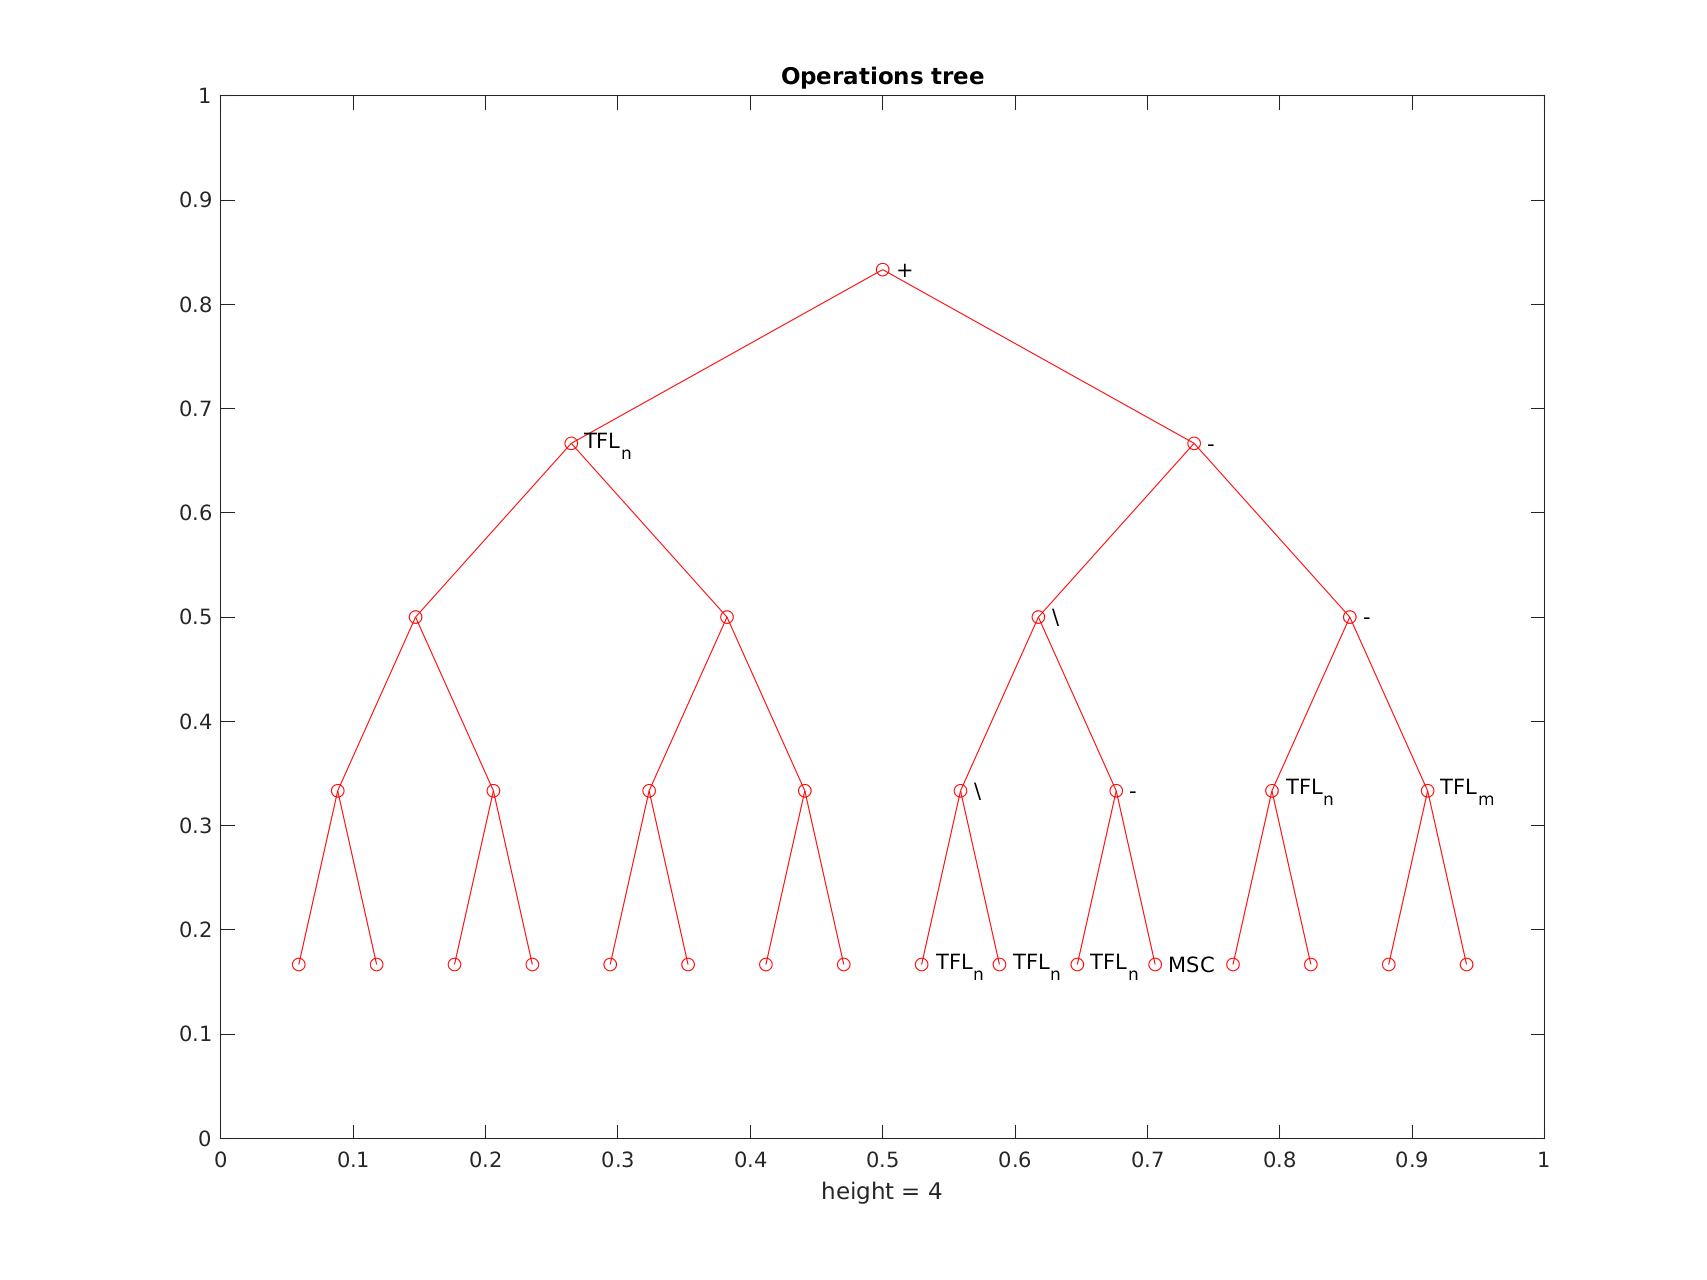 Operations tree
1
0.9
0.8
0.7
0.6
0.5
0.4
0.3
0.2
0.1
0
+
TFLn -
\ -
\ - TFLn TFLm
TFLn TFLn TFLn MSC
0 0.1 0.2 0.3 0.4 0.5 0.6 0.7 0.8 0.9 1
height = 4